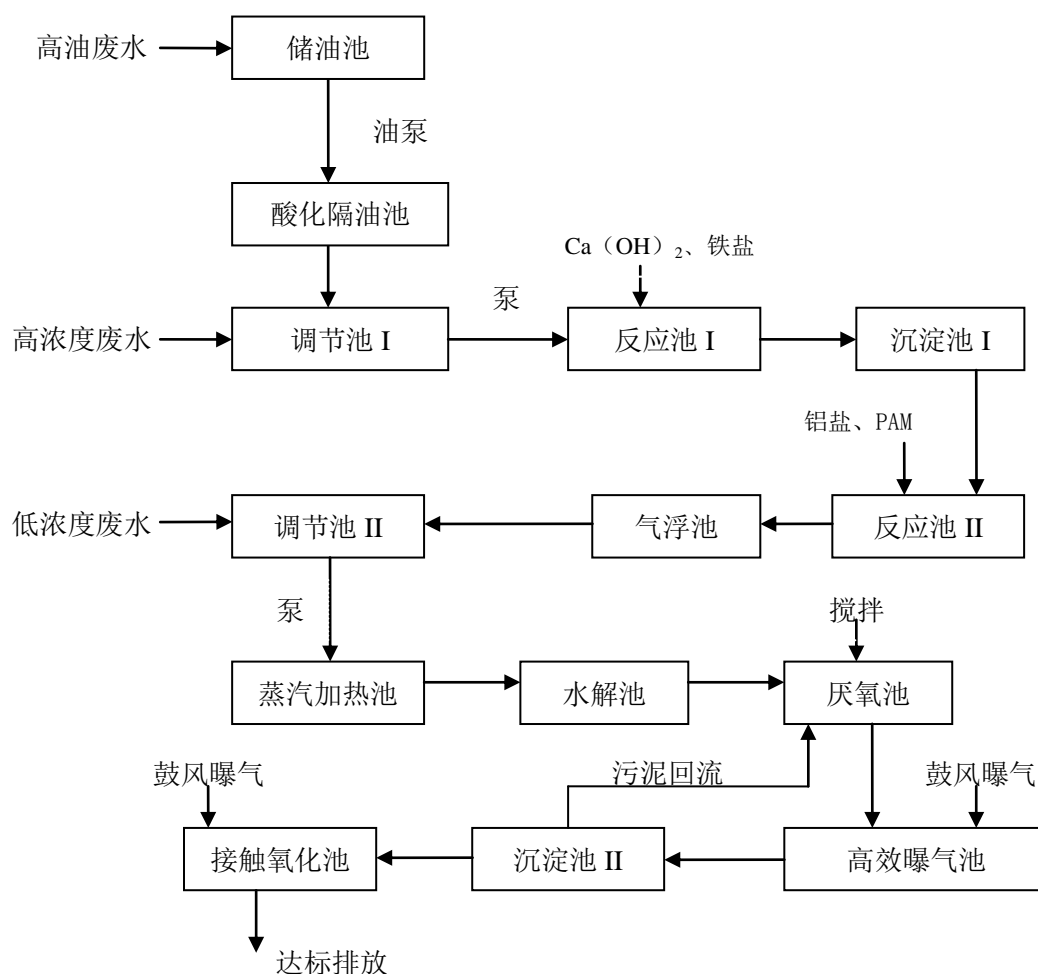 高油废水
储油池
油泵
酸化隔油池
Ca（OH）₂、铁盐
泵
高浓度废水
调节池 I
反应池 I
沉淀池 I
铝盐、PAM
低浓度废水
调节池 II
气浮池
反应池 II
泵
搅拌
蒸汽加热池
水解池
厌氧池
鼓风曝气
污泥回流
鼓风曝气
接触氧化池
沉淀池 II
高效曝气池
达标排放